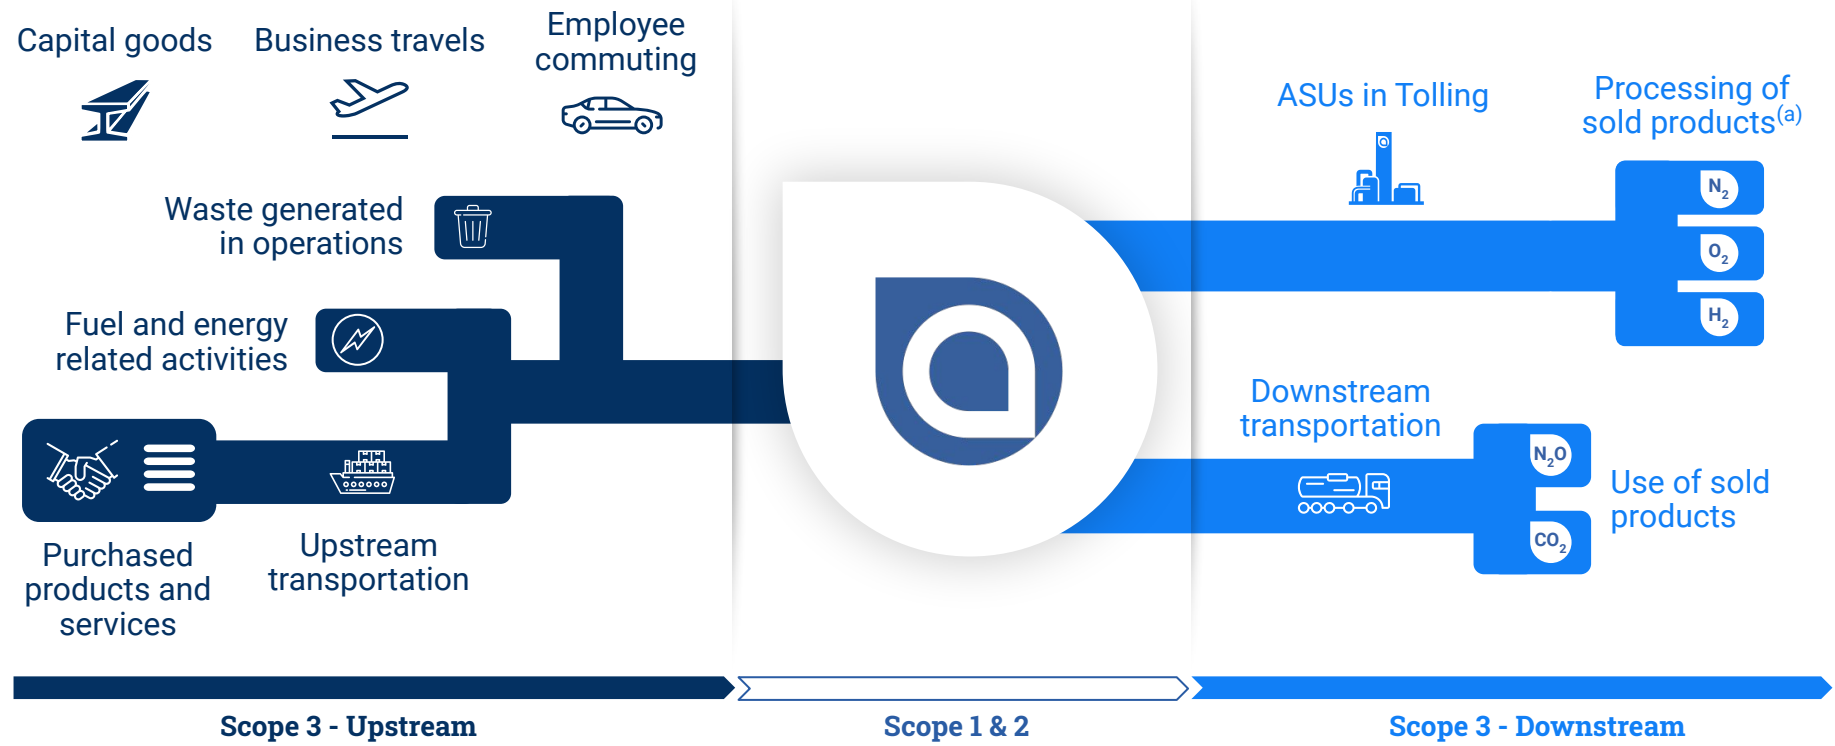 Capital goods
Business travels
Employee
commuting
Waste generated
in operations
Fuel and energy
related activities
Purchased
products and
services
Upstream
transportation
ASUs in Tolling
Processing of
sold products(a)
N2
O2
H2
Downstream
transportation
N2O
CO2
Use of sold
products
Scope 3 - Upstream
Scope 1 & 2
Scope 3 - Downstream